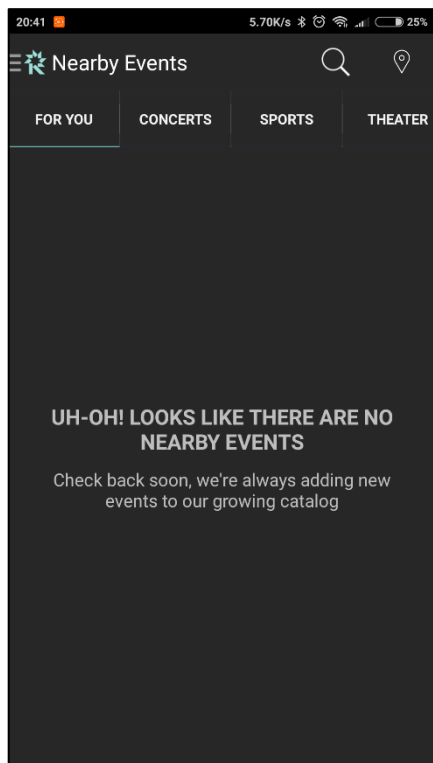 20:41 5.70K/s 25%
Nearby Events
FOR YOU CONCERTS SPORTS THEATER
UH-OH! LOOKS LIKE THERE ARE NO
NEARBY EVENTS
Check back soon, we're always adding new
events to our growing catalog